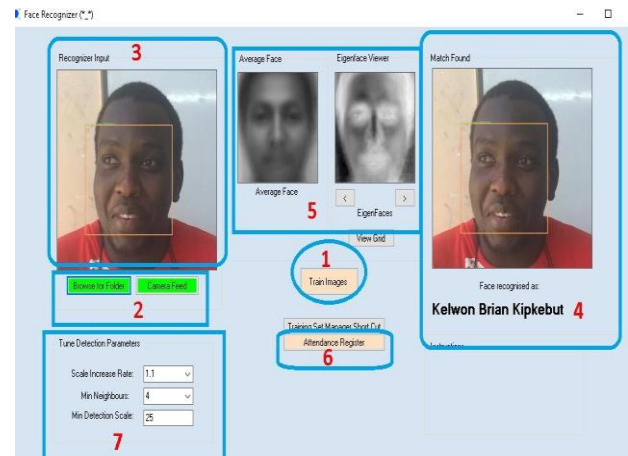 Face Recognizer (*_*)
Recognizer Input
3
Average Face
Eigenface Viewer
Match Found
Average Face
<
>
5
EigenFaces
View Grid
1
Train Images
Browse for Folder
Camera Feed
2
Face recognised as:
Kelwon Brian Kipkebut
4
Training Set Manager Short Cut
Attendance Register
6
Instructions
Tune Detection Parameters
Scale Increase Rate:
1.1
Min Neighbours:
4
Min Detection Scale:
25
7